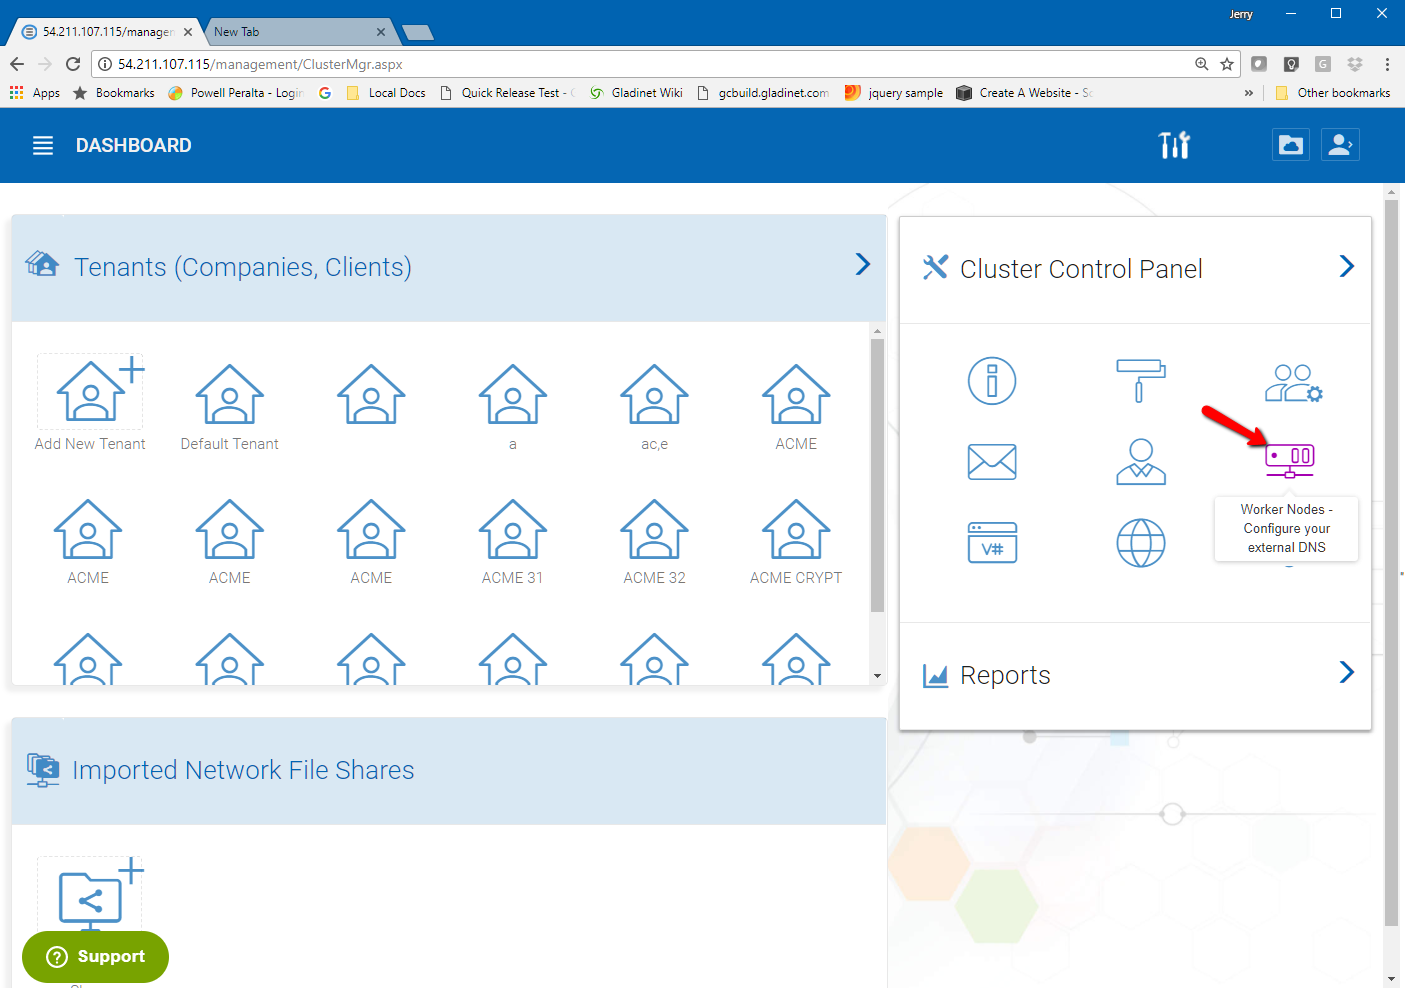 Jerry
54.211.107.115/managen
New Tab
54.211.107.115/management/ClusterMgr.aspx
Apps Bookmarks Powell Peralta - Login Local Docs Quick Release Test - Gladinet Wiki gcbuild.gladinet.com jquery sample Create A Website - Sc » Other bookmarks
DASHBOARD
Tenants (Companies, Clients)
Add New Tenant
Default Tenant
a
ac,e
ACME
ACME
ACME
ACME
ACME 31
ACME 32
ACME CRYPT
Cluster Control Panel
V#
Worker Nodes -
Configure your
external DNS
Reports
Imported Network File Shares
? Support